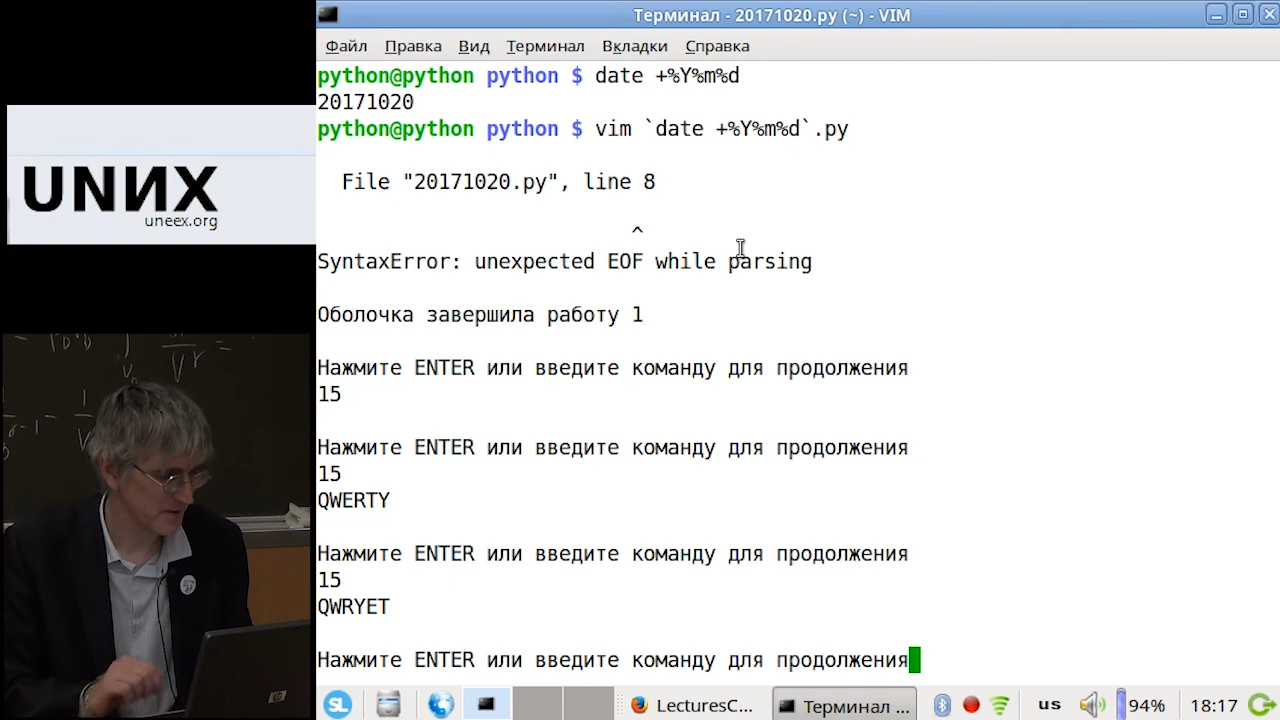 Терминал - 20171020.py (~) - VIM
Файл Правка Вид Терминал Вкладки Справка
python@python python $ date +%Y%m%d
20171020
python@python python $ vim `date +%Y%m%d`.py
File "20171020.py", line 8
^
SyntaxError: unexpected EOF while parsing
Оболочка завершила работу 1
Нажмите ENTER или введите команду для продолжения
15
Нажмите ENTER или введите команду для продолжения
15
QWERTY
Нажмите ENTER или введите команду для продолжения
15
QWRYET
Нажмите ENTER или введите команду для продолжения
UNИX
uneex.org
SL
LecturesC...
Терминал ...
us
94%
18:17
hp